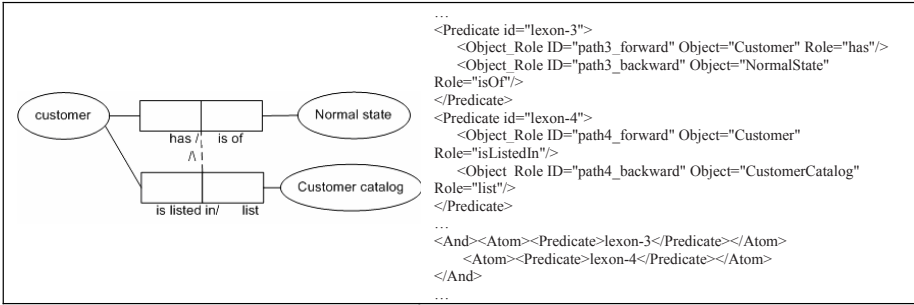 customer
Normal state
has /
is of
/\
Customer catalog
is listed in/
list
…
<Predicate id="lexon-3">
<Object_Role ID="path3_forward" Object="Customer" Role="has"/>
<Object_Role ID="path3_backward" Object="NormalState"
Role="isOf"/>
</Predicate>
<Predicate id="lexon-4">
<Object_Role ID="path4_forward" Object="Customer"
Role="isListedIn"/>
<Object_Role ID="path4_backward" Object="CustomerCatalog"
Role="list"/>
</Predicate>
…
<And><Atom><Predicate>lexon-3</Predicate></Atom>
<Atom><Predicate>lexon-4</Predicate></Atom>
</And>
…